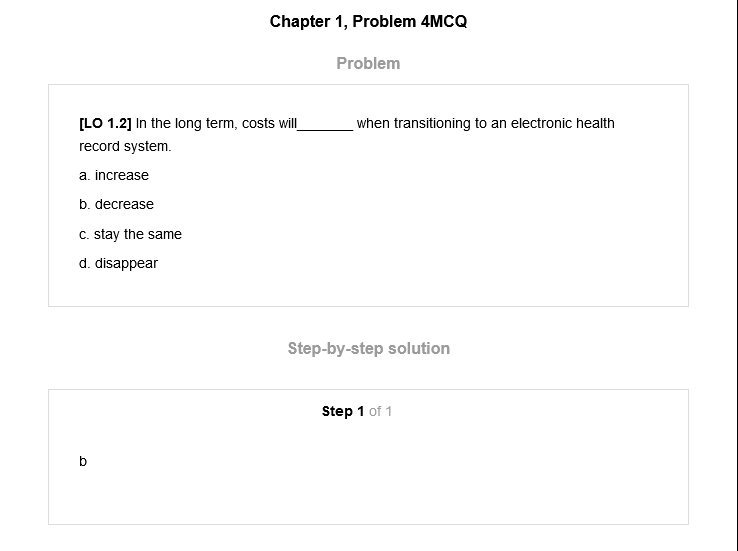 Chapter 1, Problem 4MCQ
Problem
[LO 1.2] In the long term, costs will_______ when transitioning to an electronic health
record system.
a. increase
b. decrease
c. stay the same
d. disappear
Step-by-step solution
Step 1 of 1
b